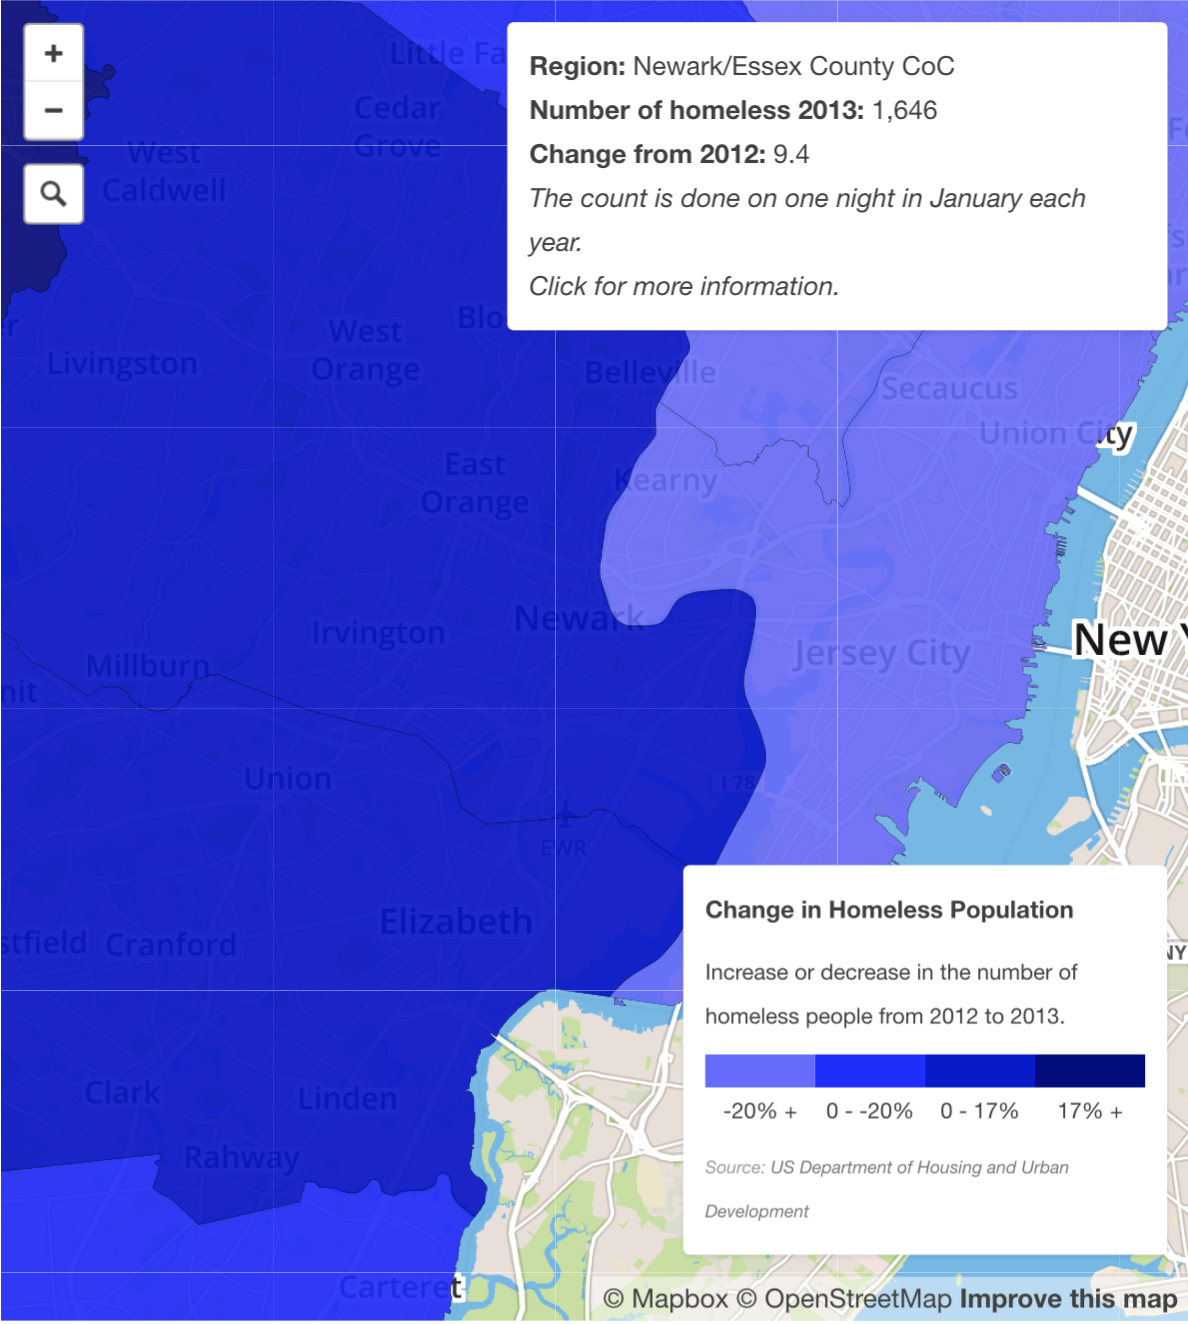 +
−
Little Fa
Cedar
Grove
West
Caldwell
Region: Newark/Essex County CoC
Number of homeless 2013: 1,646
Change from 2012: 9.4
The count is done on one night in January each
year.
Click for more information.
Livingston
West
Orange
Blo
Belleville
Secaucus
Union City
East
Orange
Kearny
Newark
Irvington
Millburn
nit
Jersey City
New Y
Union
I 78
EWR
Elizabeth
stfield
Cranford
NY
Clark
Linden
Rahway
Carteret
Change in Homeless Population
Increase or decrease in the number of
homeless people from 2012 to 2013.
-20% + 0 - -20% 0 - 17% 17% +
Source: US Department of Housing and Urban
Development
© Mapbox © OpenStreetMap Improve this map